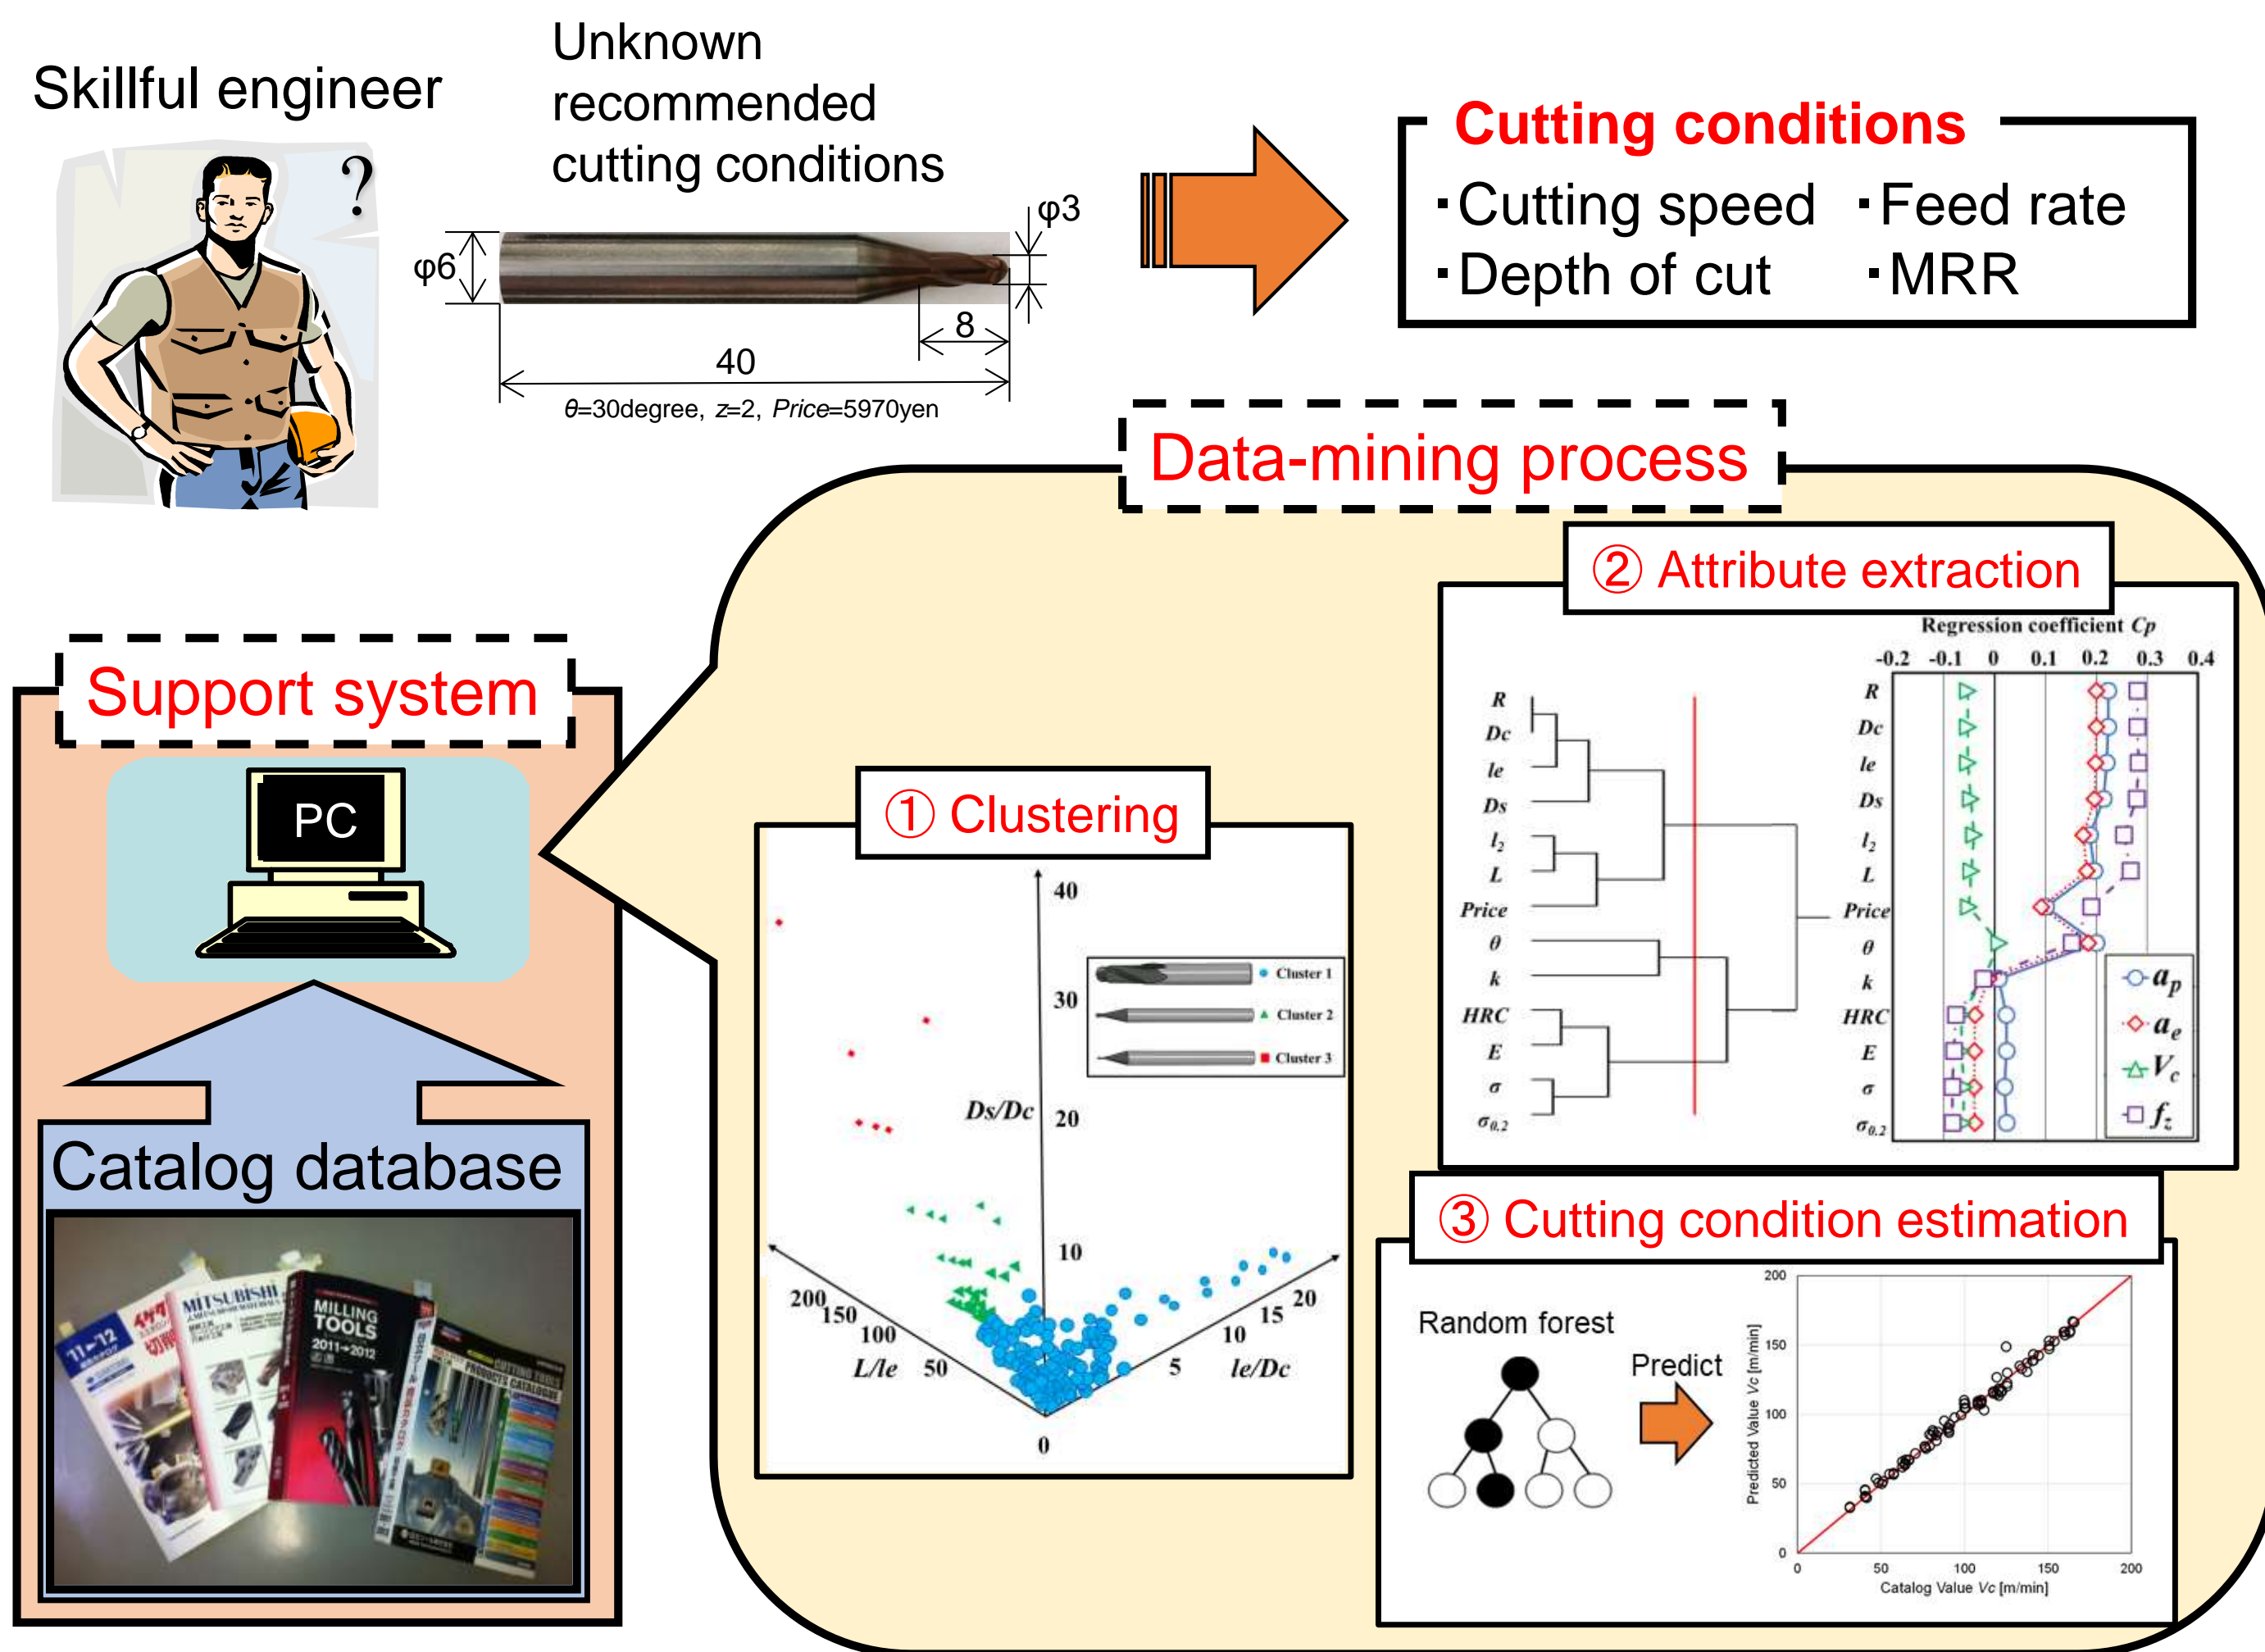 Skillful engineer
?
Unknown
recommended
cutting conditions
φ6
φ3
8
40
θ=30degree, z=2, Price=5970yen
Cutting conditions
・Cutting speed ・Feed rate
・Depth of cut ・MRR
Data-mining process
Support system
PC
Catalog database
MITSUBISHI
MILLING
TOOLS
2011→2012
CUTTING TOOLS
PRODUCTS CATALOGUE
① Clustering
40
30
20
10
0
Ds/Dc
Cluster 1
Cluster 2
Cluster 3
200
150
100
50
L/le
5
10
15
20
le/Dc
② Attribute extraction
Regression coefficient Cp
-0.2 -0.1 0 0.1 0.2 0.3 0.4
R
Dc
le
Ds
l2
L
Price
θ
k
HRC
E
σ
σ0.2
R
Dc
le
Ds
l2
L
Price
θ
k
HRC
E
σ
σ0.2
ap
ae
Vc
fz
③ Cutting condition estimation
Random forest
Predict
Predicted Value Vc [m/min]
200
150
100
50
0
0 50 100 150 200
Catalog Value Vc [m/min]